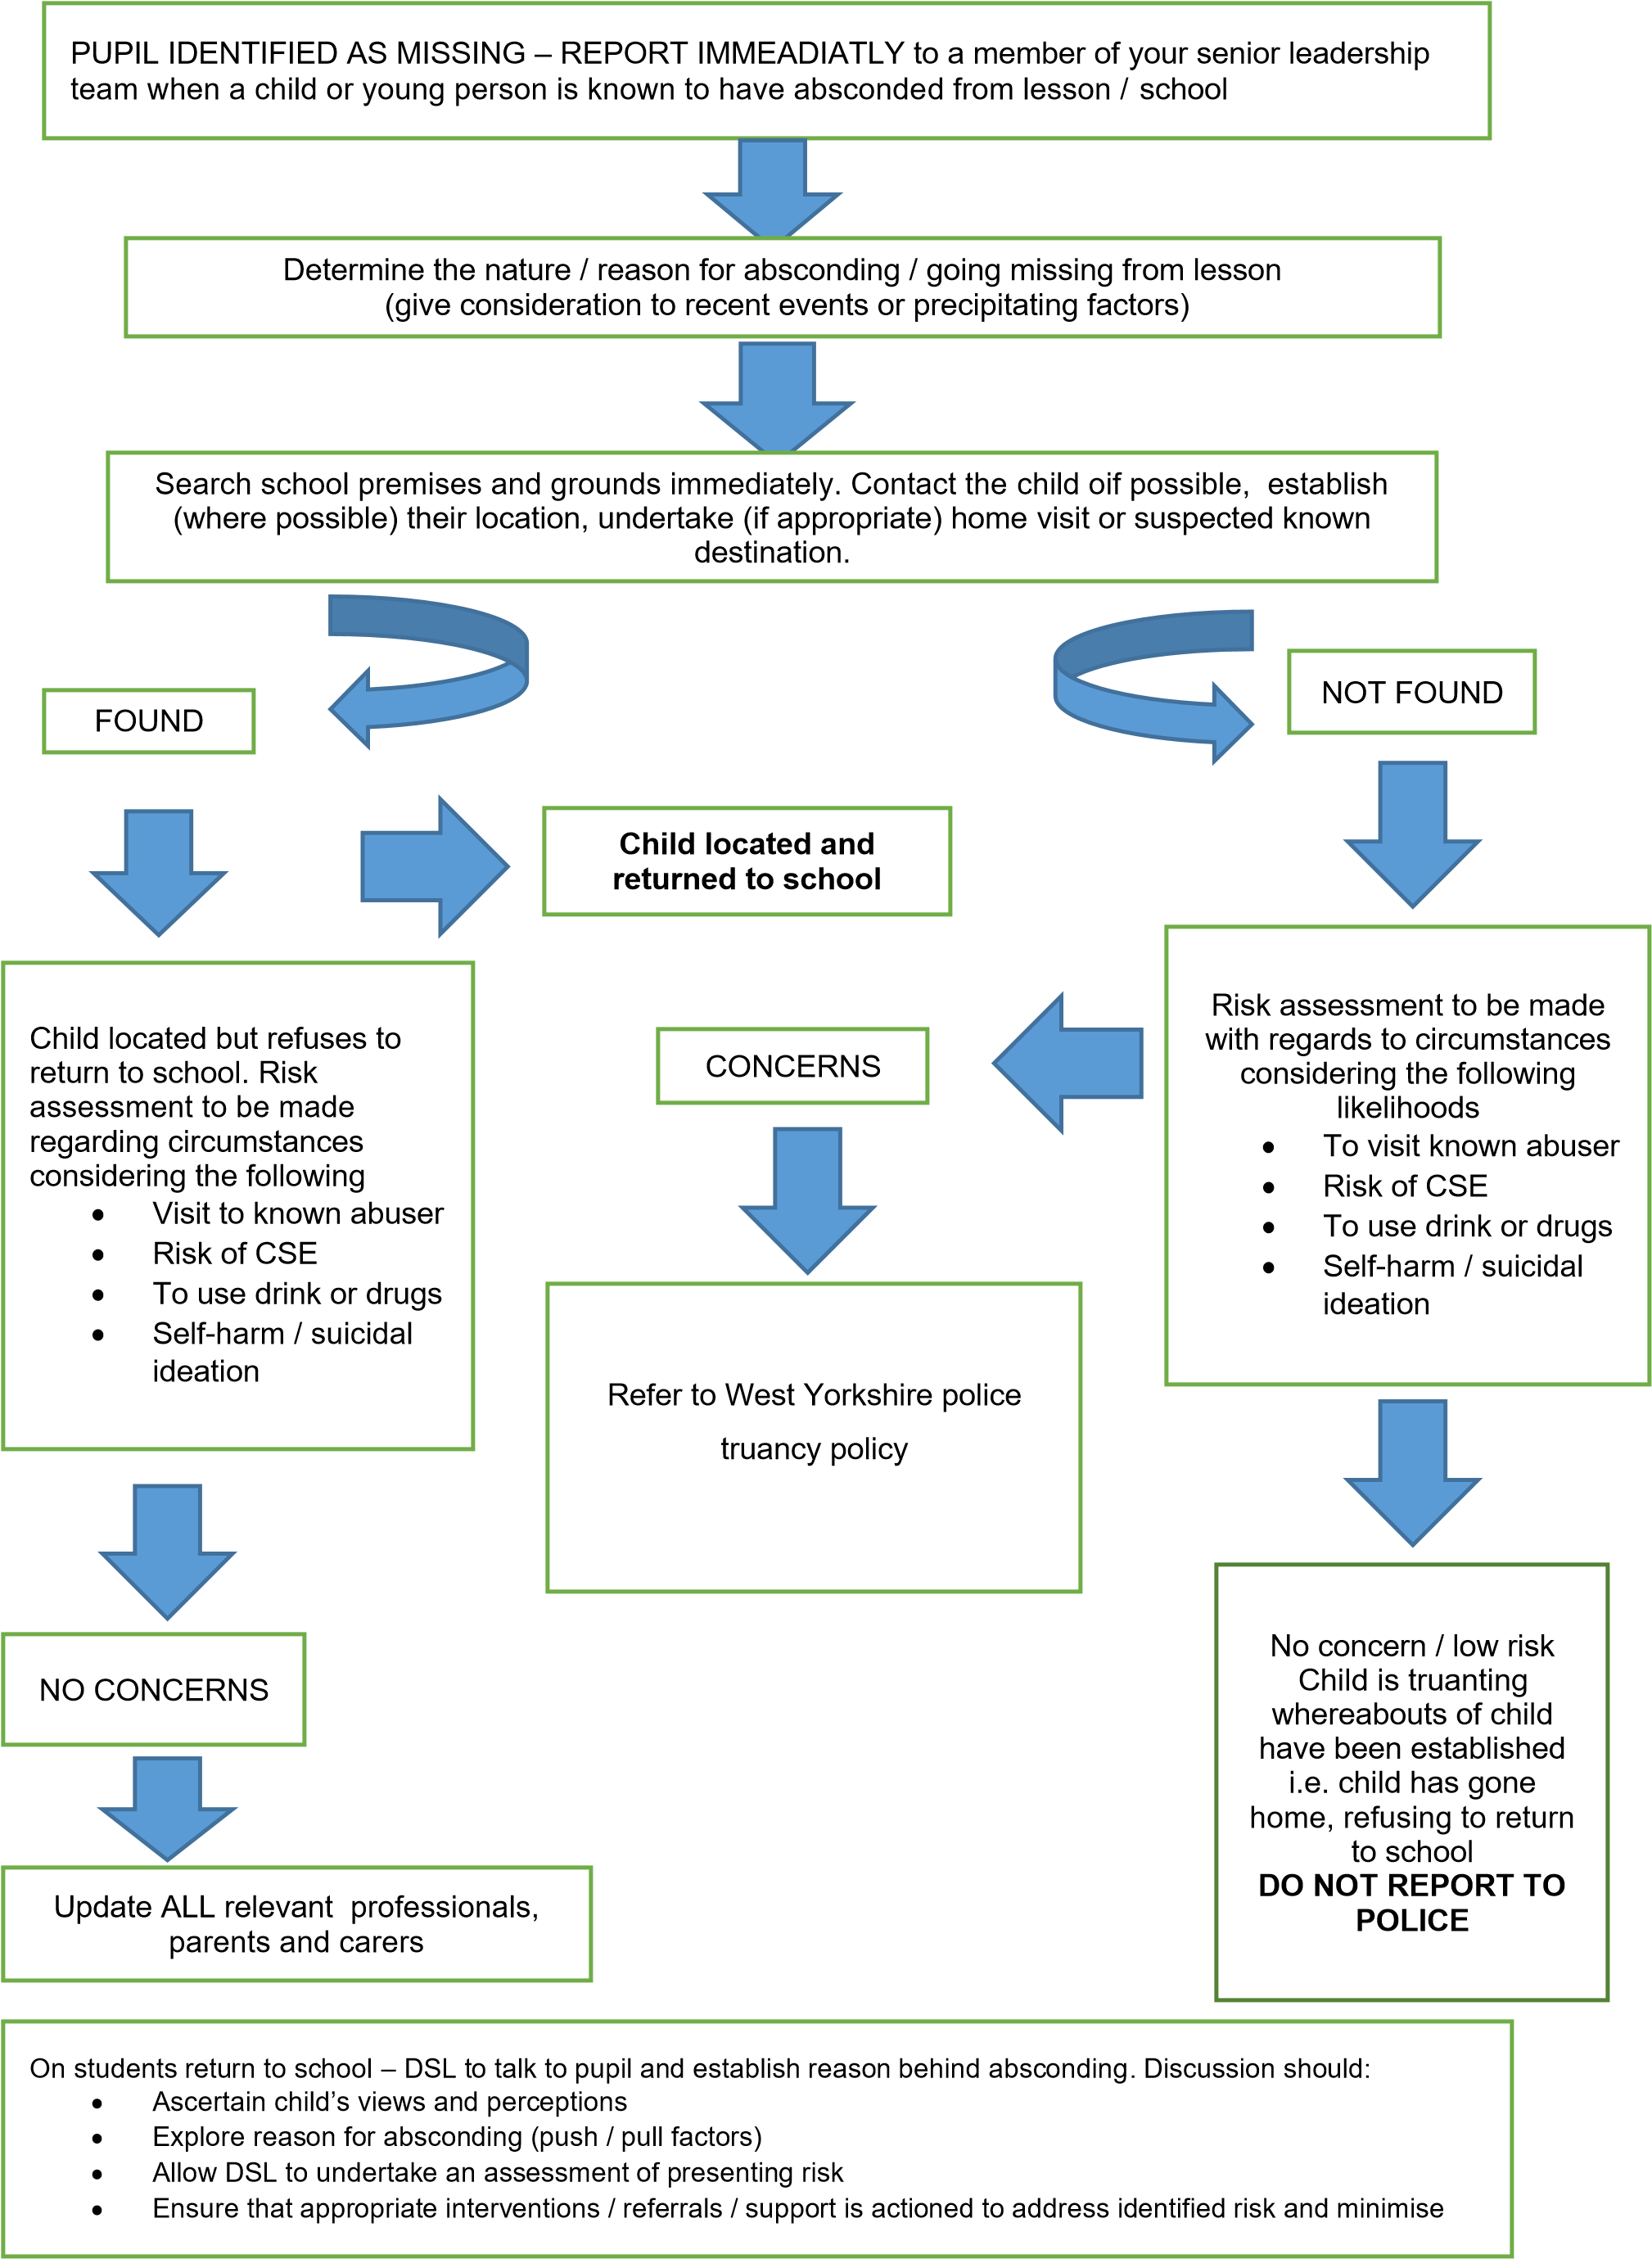 PUPIL IDENTIFIED AS MISSING – REPORT IMMEADIATLY to a member of your senior leadership
team when a child or young person is known to have absconded from lesson / school
Determine the nature / reason for absconding / going missing from lesson
(give consideration to recent events or precipitating factors)
Search school premises and grounds immediately. Contact the child oif possible,  establish
(where possible) their location, undertake (if appropriate) home visit or suspected known
destination.
FOUND
NOT FOUND
Child located and
returned to school
Child located but refuses to
return to school. Risk
assessment to be made
regarding circumstances
considering the following
• Visit to known abuser
• Risk of CSE
• To use drink or drugs
• Self-harm / suicidal
ideation
CONCERNS
Risk assessment to be made
with regards to circumstances
considering the following
likelihoods
• To visit known abuser
• Risk of CSE
• To use drink or drugs
• Self-harm / suicidal
ideation
Refer to West Yorkshire police
truancy policy
NO CONCERNS
No concern / low risk
Child is truanting
whereabouts of child
have been established
i.e. child has gone
home, refusing to return
to school
DO NOT REPORT TO
POLICE
Update ALL relevant  professionals,
parents and carers
On students return to school – DSL to talk to pupil and establish reason behind absconding. Discussion should:
• Ascertain child’s views and perceptions
• Explore reason for absconding (push / pull factors)
• Allow DSL to undertake an assessment of presenting risk
• Ensure that appropriate interventions / referrals / support is actioned to address identified risk and minimise